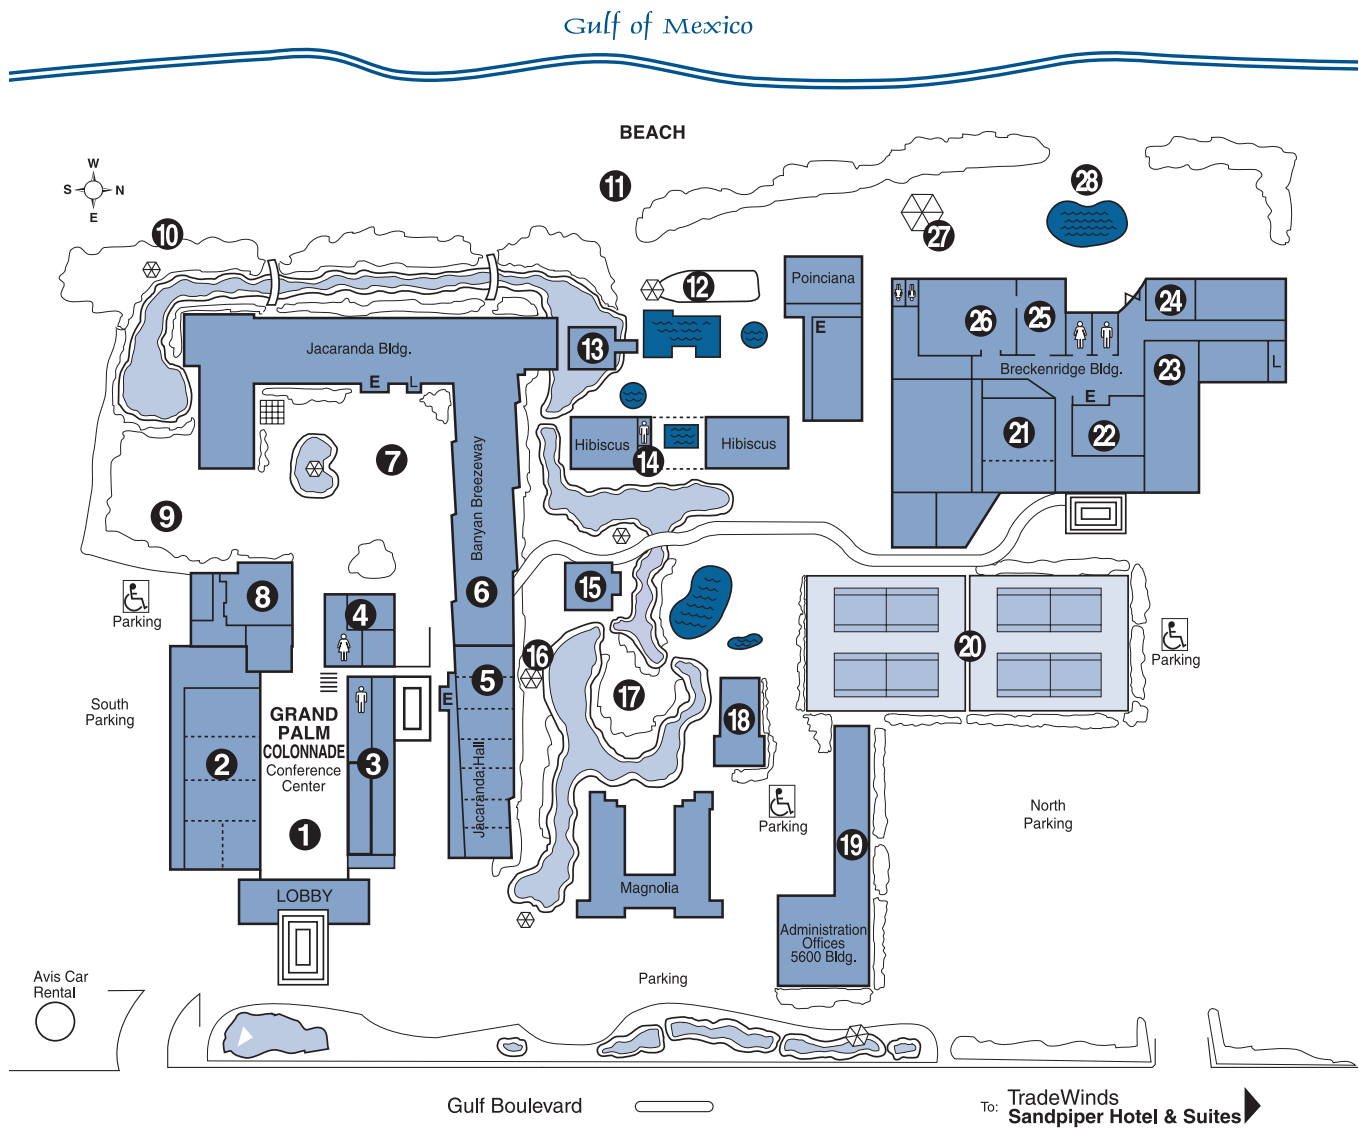 Gulf of Mexico
BEACH
W
S N
E
11
28
10
27
12
Poinciana
24
25
26
E
13
Jacaranda Bldg.
Breckenridge Bldg.
23
L
E L
E
Banyan Breezeway
7
Hibiscus
Hibiscus
14
21
22
9
6
15
8
4
Parking
16
20
Parking
5
17
E
South
Parking
18
GRAND
PALM
COLONNADE
Conference
Center
2
3
Jacaranda Hall
1
Parking
North
Parking
19
Magnolia
LOBBY
Administration
Offices
5600 Bldg.
Avis Car
Rental
Parking
Gulf Boulevard
To: TradeWinds
Sandpiper Hotel & Suites